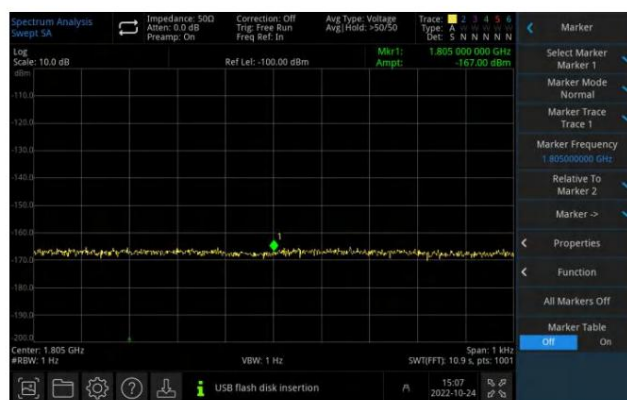 Spectrum Analysis
Swept SA
Impedance: 50Ω
Atten: 0.0 dB
Preamp: On
Correction: Off
Trig: Free Run
Freq Ref: In
Avg Type: Voltage
Avg|Hold: >50/50
Trace: 2 3 4 5 6
Type: A
Det: S N N N N N
Marker
Log
Scale: 10.0 dB
Ref Lel: -100.00 dBm
Mkr1: 1.805 000 000 GHz
Ampt: -167.00 dBm
dBm
-110.0
-120.0
-130.0
-140.0
-150.0
-160.0
-170.0
-180.0
-190.0
-200.0
1
Center: 1.805 GHz
#RBW: 1 Hz
VBW: 1 Hz
Span: 1 kHz
SWT(FFT): 10.9 s, pts: 1001
Select Marker
Marker 1
Marker Mode
Normal
Marker Trace
Trace 1
Marker Frequency
1.805000000 GHz
Relative To
Marker 2
Marker ->
Properties
Function
All Markers Off
Marker Table
Off On
USB flash disk insertion
15:07
2022-10-24